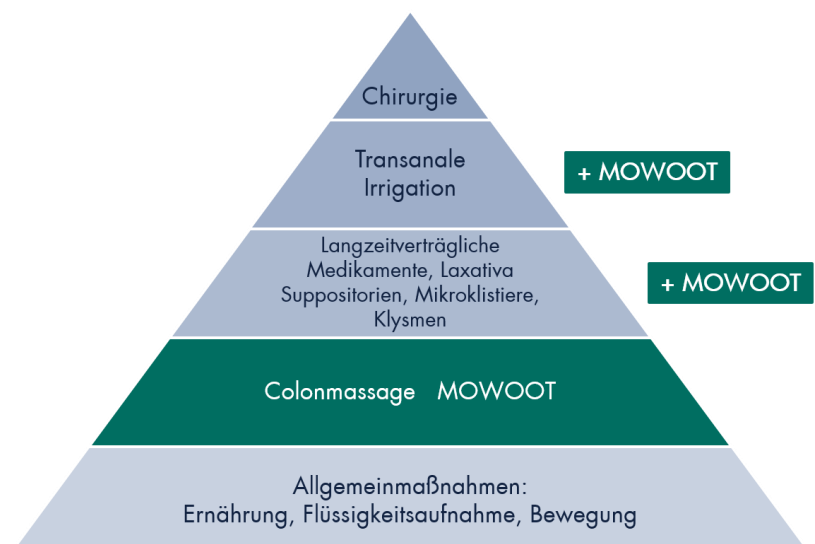 Chirurgie
Transanale
Irrigation
+ MOWOOT
Langzeitverträgliche
Medikamente, Laxativa
Suppositorien, Mikroklistiere,
Klysmen
+ MOWOOT
Colonmassage MOWOOT
Allgemeinmaßnahmen:
Ernährung, Flüssigkeitsaufnahme, Bewegung